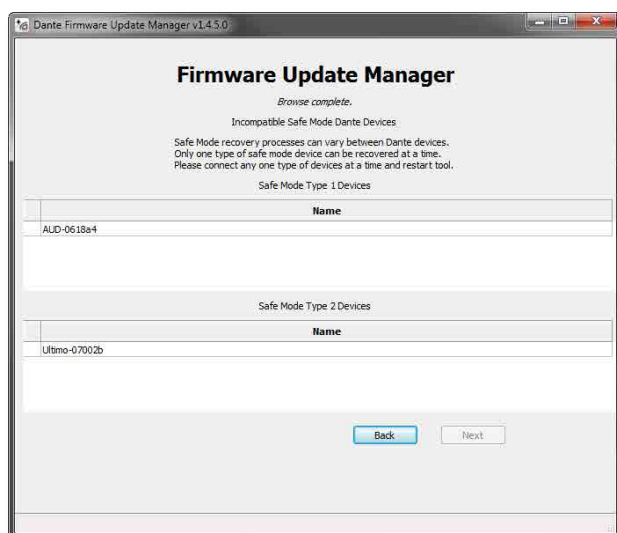 Dante Firmware Update Manager v1.4.5.0
Firmware Update Manager
Browse complete.
Incompatible Safe Mode Dante Devices
Safe Mode recovery processes can vary between Dante devices.
Only one type of safe mode device can be recovered at a time.
Please connect any one type of devices at a time and restart tool.
Safe Mode Type 1 Devices
Name
AUD-0618a4
Safe Mode Type 2 Devices
Name
Ultimo-07002b
Back Next